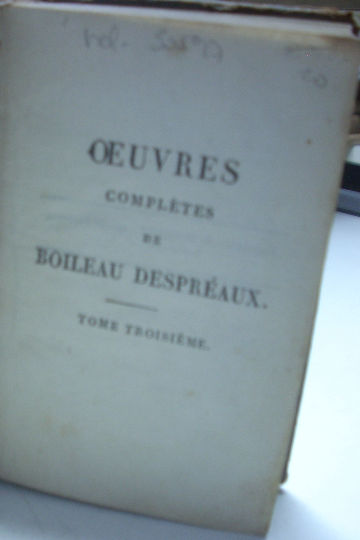 ŒUVRES
COMPLÈTES
DE
BOILEAU DESPRÉAUX.
TOME TROISIÈME.